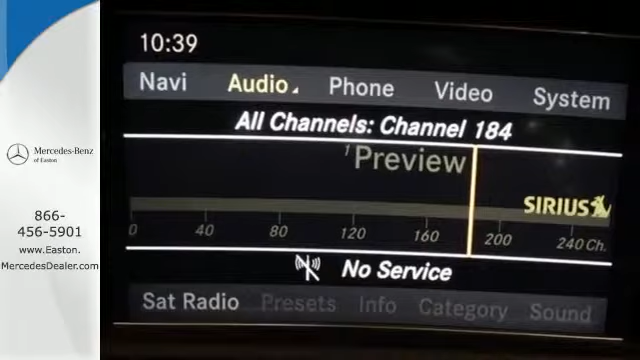 Mercedes-Benz
of Easton
866-
456-5901
www.Easton.
MercedesDealer.com
10:39
Navi Audio Phone Video System
All Channels: Channel 184
1 Preview
SIRIUS
0 40 80 120 160 200 240 Ch.
No Service
Sat Radio Presets Info Category Sound